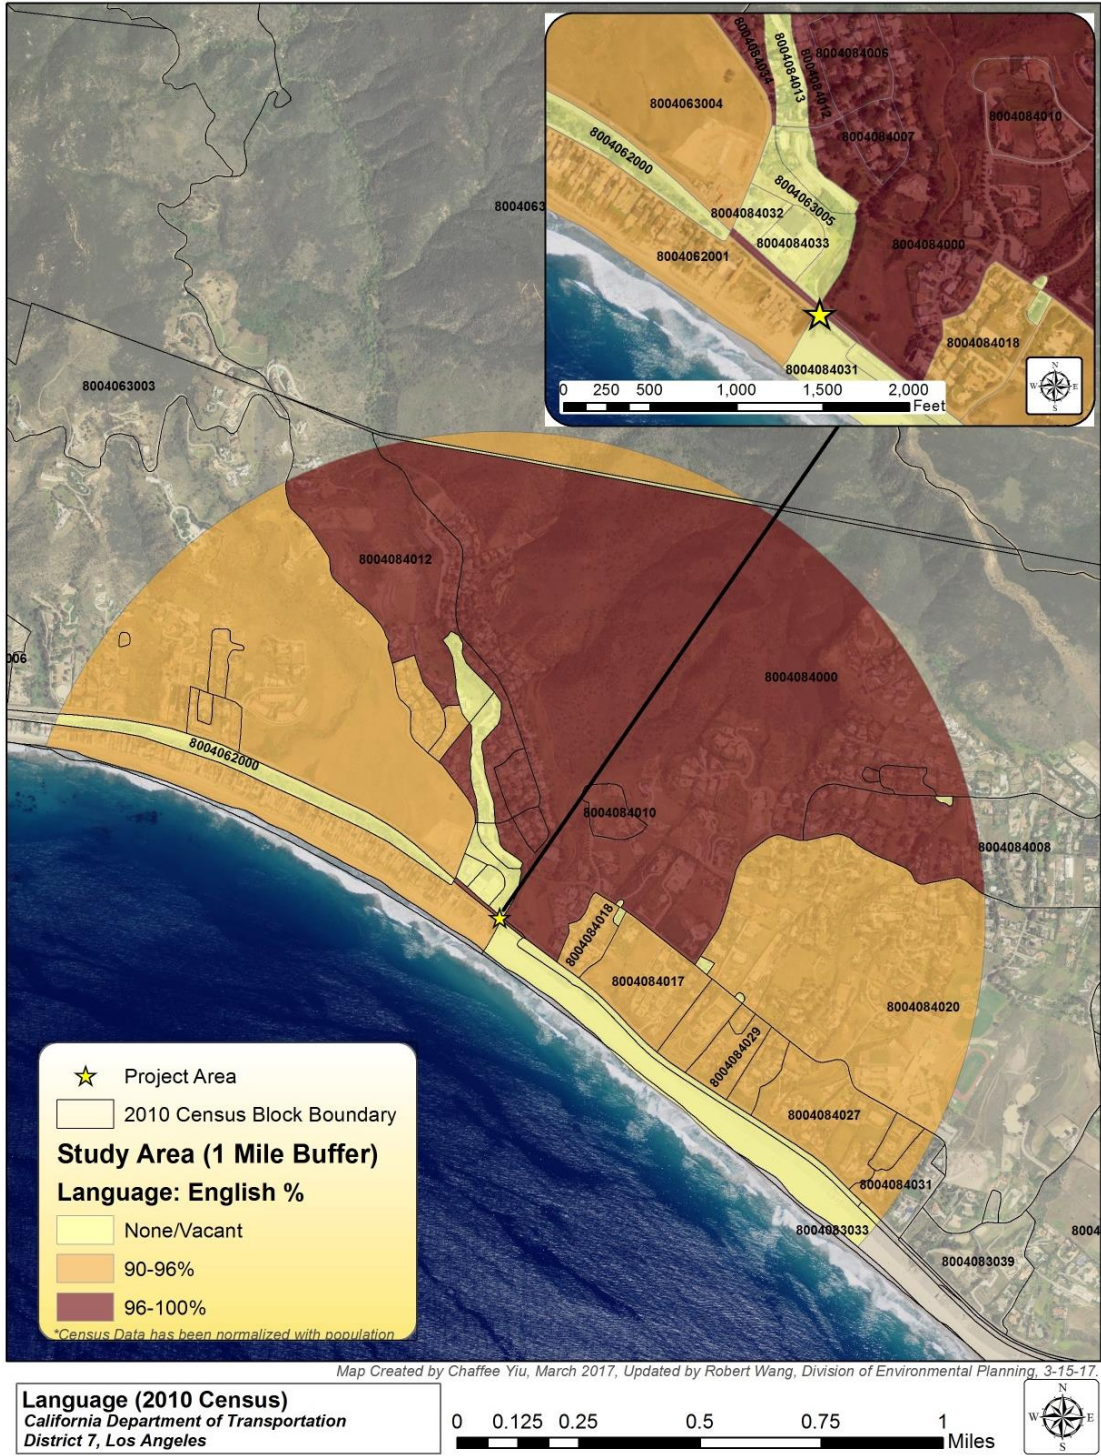 8004084034
8004084013
8004084012
8004084006
8004063004
8004084010
8004084007
8004062000
8004063005
8004084032
8004084033
8004084000
8004062001
8004084018
8004084031
N
W E
S
0 250 500 1,000 1,500 2,000
Feet
8004063
8004063003
8004084012
8004084000
006
8004062000
8004084010
8004084008
8004084018
8004084017
8004084020
8004084029
8004084027
8004084031
8004083033
8004
8004083039
Project Area
2010 Census Block Boundary
Study Area (1 Mile Buffer)
Language: English %
None/Vacant
90-96%
96-100%
*Census Data has been normalized with population
Map Created by Chaffee Yiu, March 2017, Updated by Robert Wang, Division of Environmental Planning, 3-15-17.
Language (2010 Census)
California Department of Transportation
District 7, Los Angeles
0 0.125 0.25 0.5 0.75 1
Miles
N
W E
S